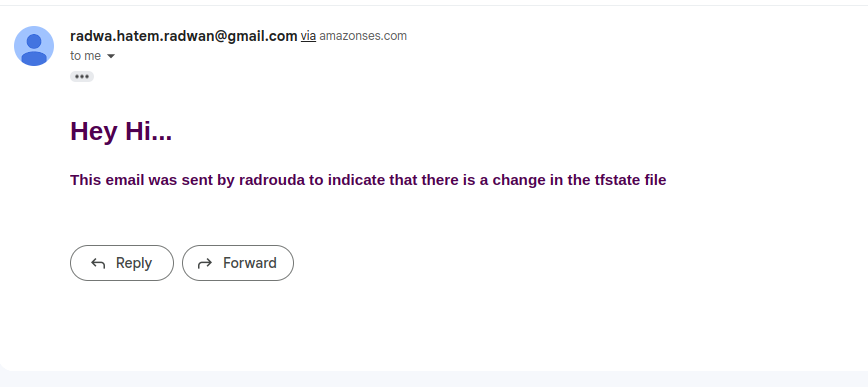 radwa.hatem.radwan@gmail.com via amazonses.com
to me
Hey Hi...
This email was sent by radrouda to indicate that there is a change in the tfstate file
Reply Forward